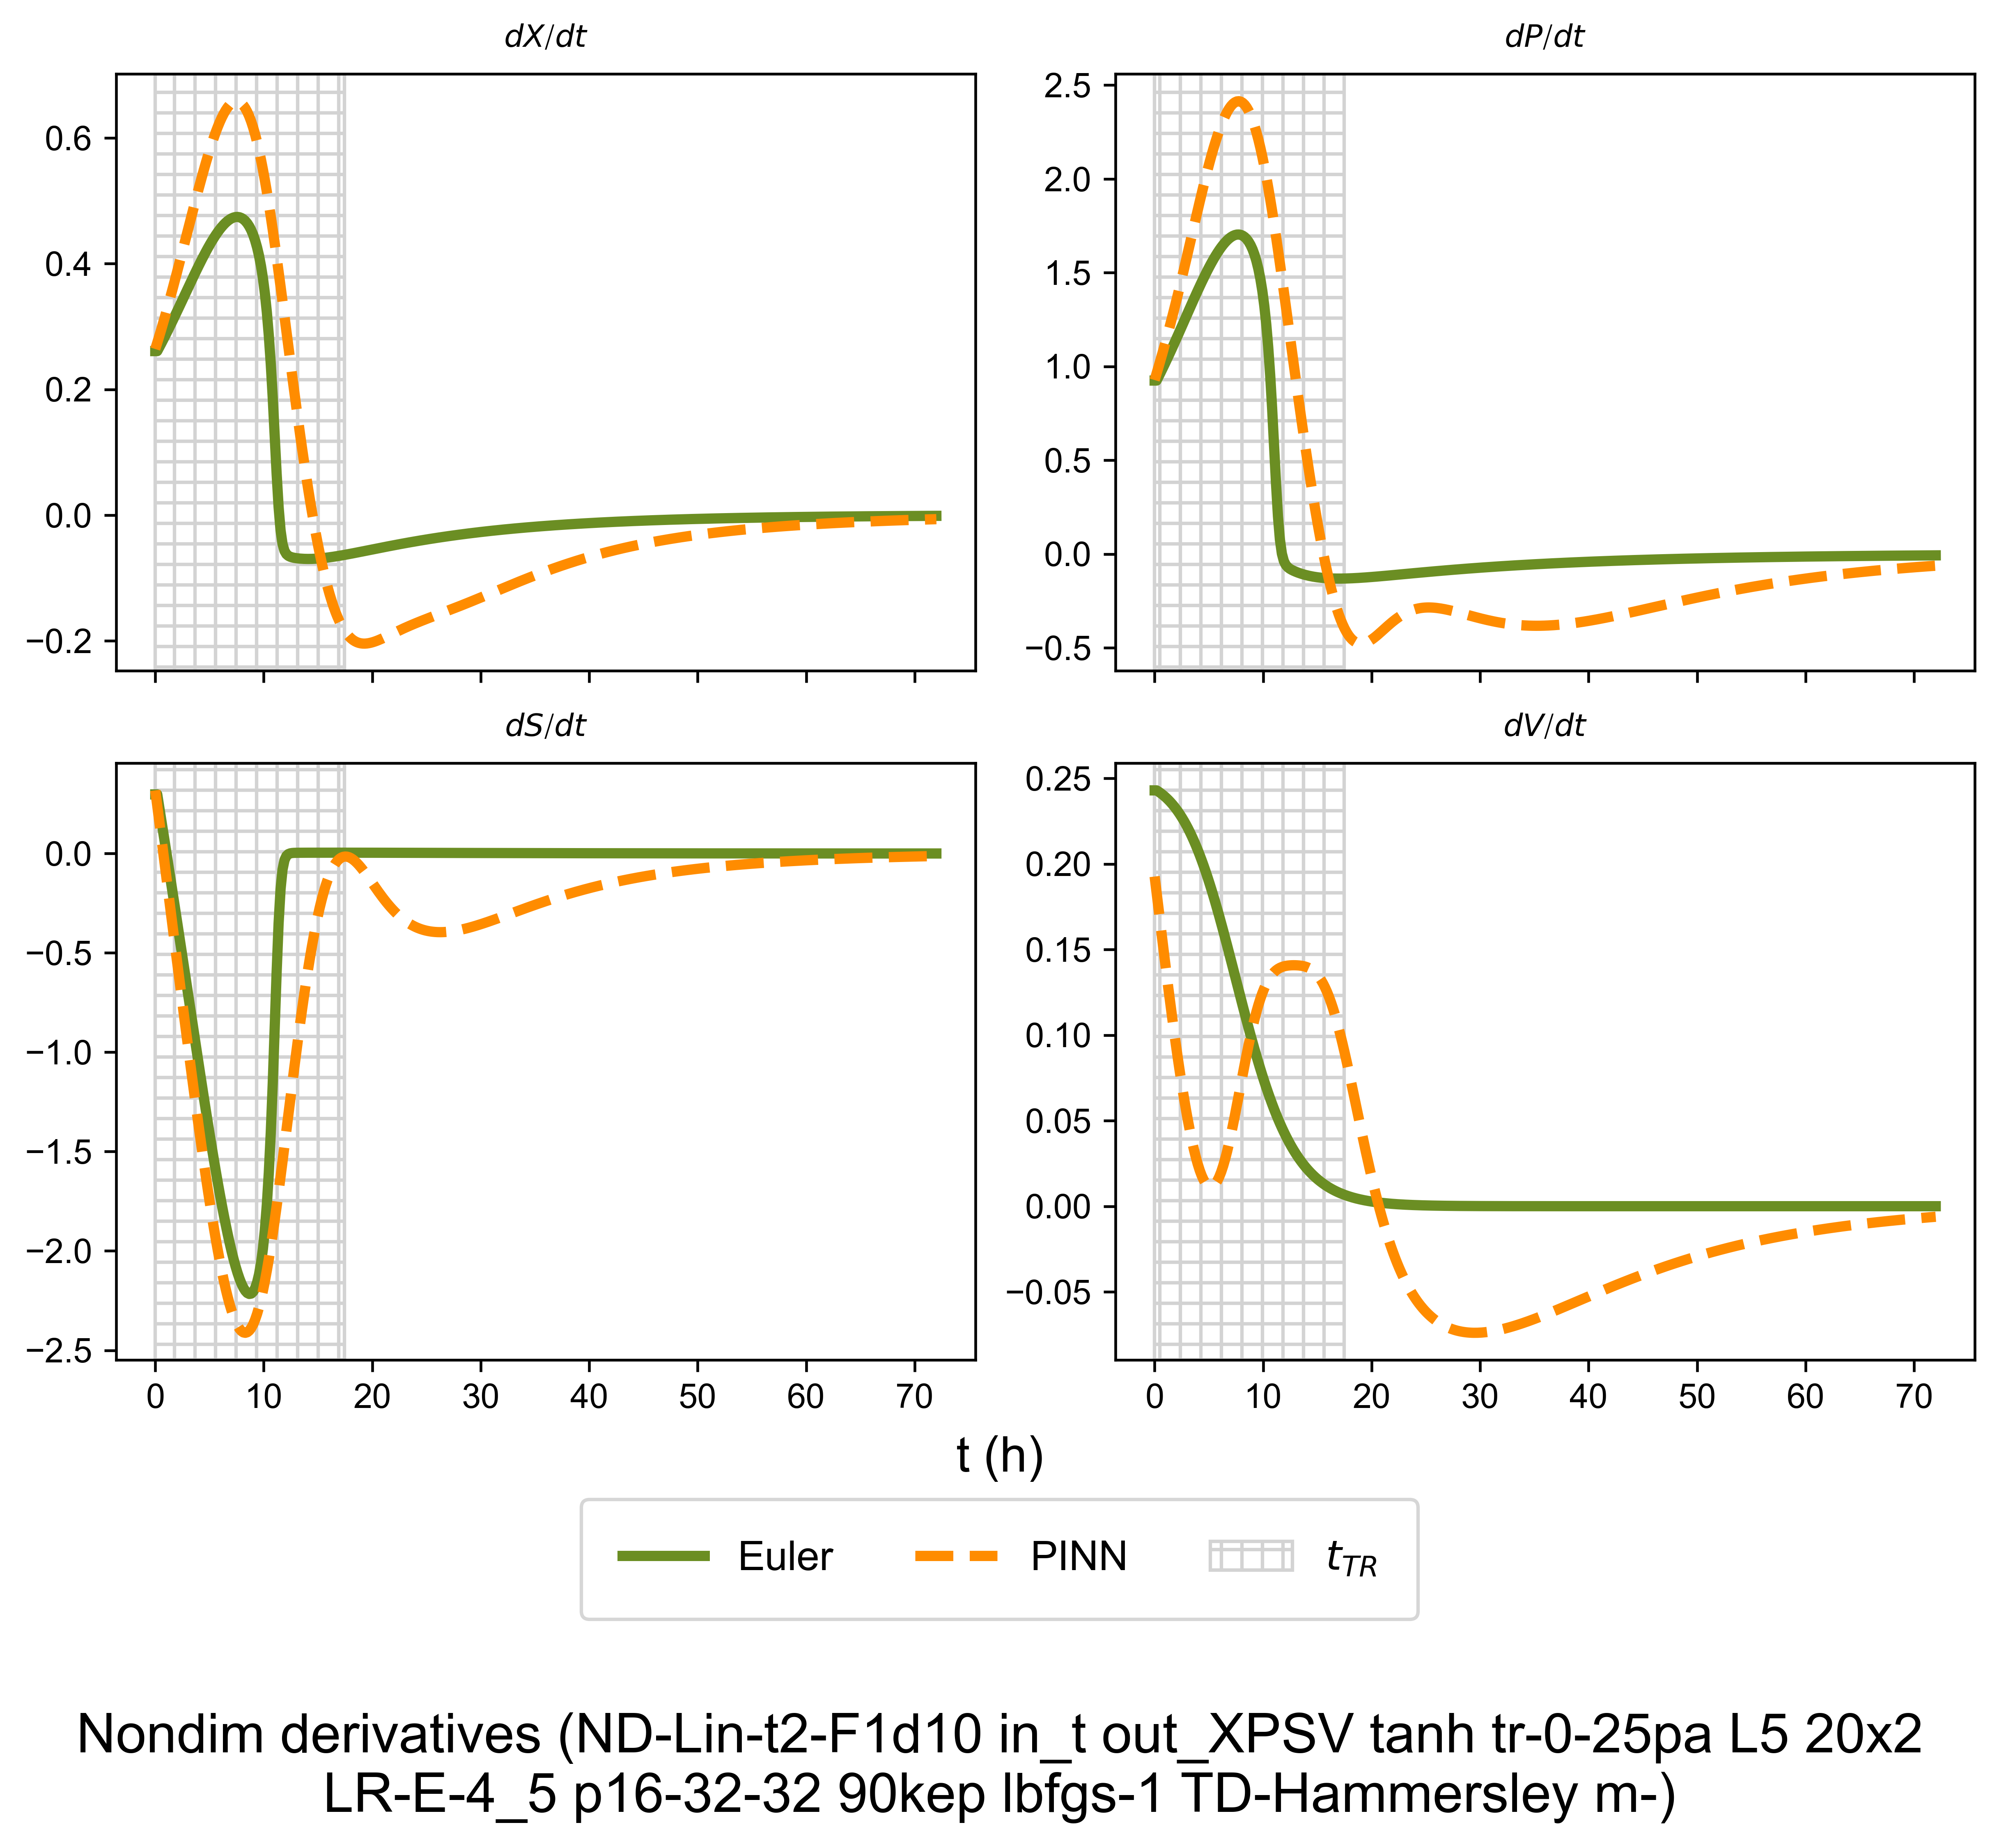 dX/dt
dP/dt
0.6
0.4
0.2
0.0
−0.2
2.5
2.0
1.5
1.0
0.5
0.0
−0.5
dS/dt
dV/dt
0.0
−0.5
−1.0
−1.5
−2.0
−2.5
0.25
0.20
0.15
0.10
0.05
0.00
−0.05
0 10 20 30 40 50 60 70
0 10 20 30 40 50 60 70
t (h)
Euler PINN t_TR
Nondim derivatives (ND-Lin-t2-F1d10 in_t out_XPSV tanh tr-0-25pa L5 20x2
LR-E-4_5 p16-32-32 90kep lbfgs-1 TD-Hammersley m-)